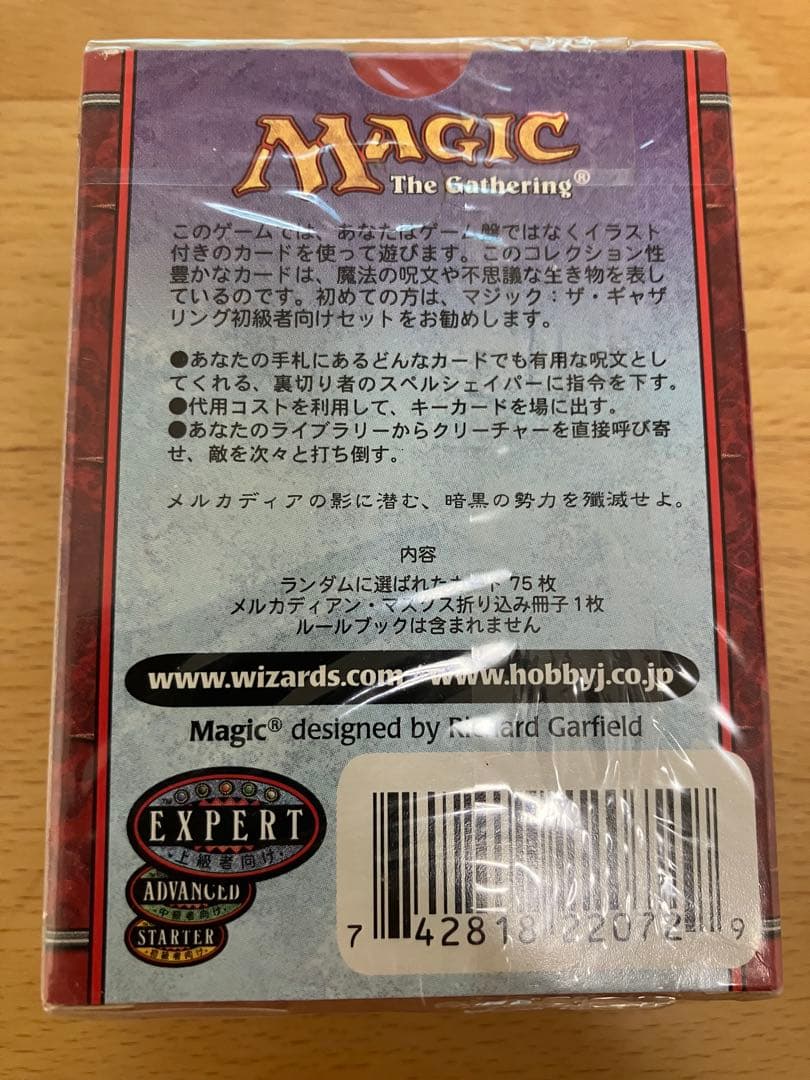 MAGIC
The Gathering®
このゲームでは、あなたはゲーム盤ではなくイラスト
付きのカードを使って遊びます。このコレクション性
豊かなカードは、魔法の呪文や不思議な生き物を表し
ているのです。初めての方は、マジック：ザ・ギャザ
リング初級者向けセットをお勧めします。
●あなたの手札にあるどんなカードでも有用な呪文とし
てくれる、裏切り者のスペルシェイパーに指令を下す。
●代用コストを利用して、キーカードを場に出す。
●あなたのライブラリーからクリーチャーを直接呼び寄
せ、敵を次々と打ち倒す。
メルカディアの影に潜む、暗黒の勢力を殲滅せよ。
内容
ランダムに選ばれたカード 75 枚
メルカディアン・マスクス折り込み冊子 1 枚
ルールブックは含まれません
www.wizards.com / www.hobbyj.co.jp
Magic® designed by Richard Garfield
EXPERT
上級者向け
ADVANCED
中級者向け
STARTER
初級者向け
7 42818 22072 9